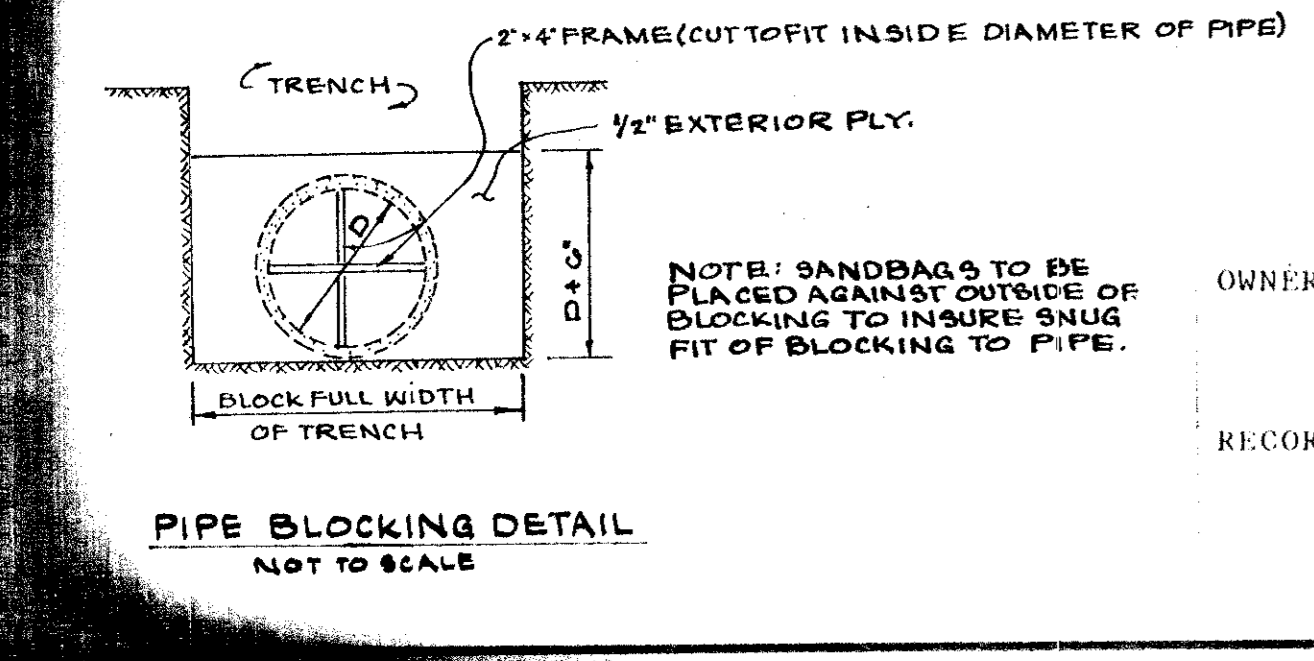 2"×4" FRAME (CUT TO FIT INSIDE DIAMETER OF PIPE)
TRENCH
1/2" EXTERIOR PLY.
D
D + 6"
NOTE: SANDBAGS TO BE
PLACED AGAINST OUTSIDE OF
BLOCKING TO INSURE SNUG
FIT OF BLOCKING TO PIPE.
OWNER
BLOCK FULL WIDTH
OF TRENCH
RECOR
PIPE BLOCKING DETAIL
NOT TO SCALE